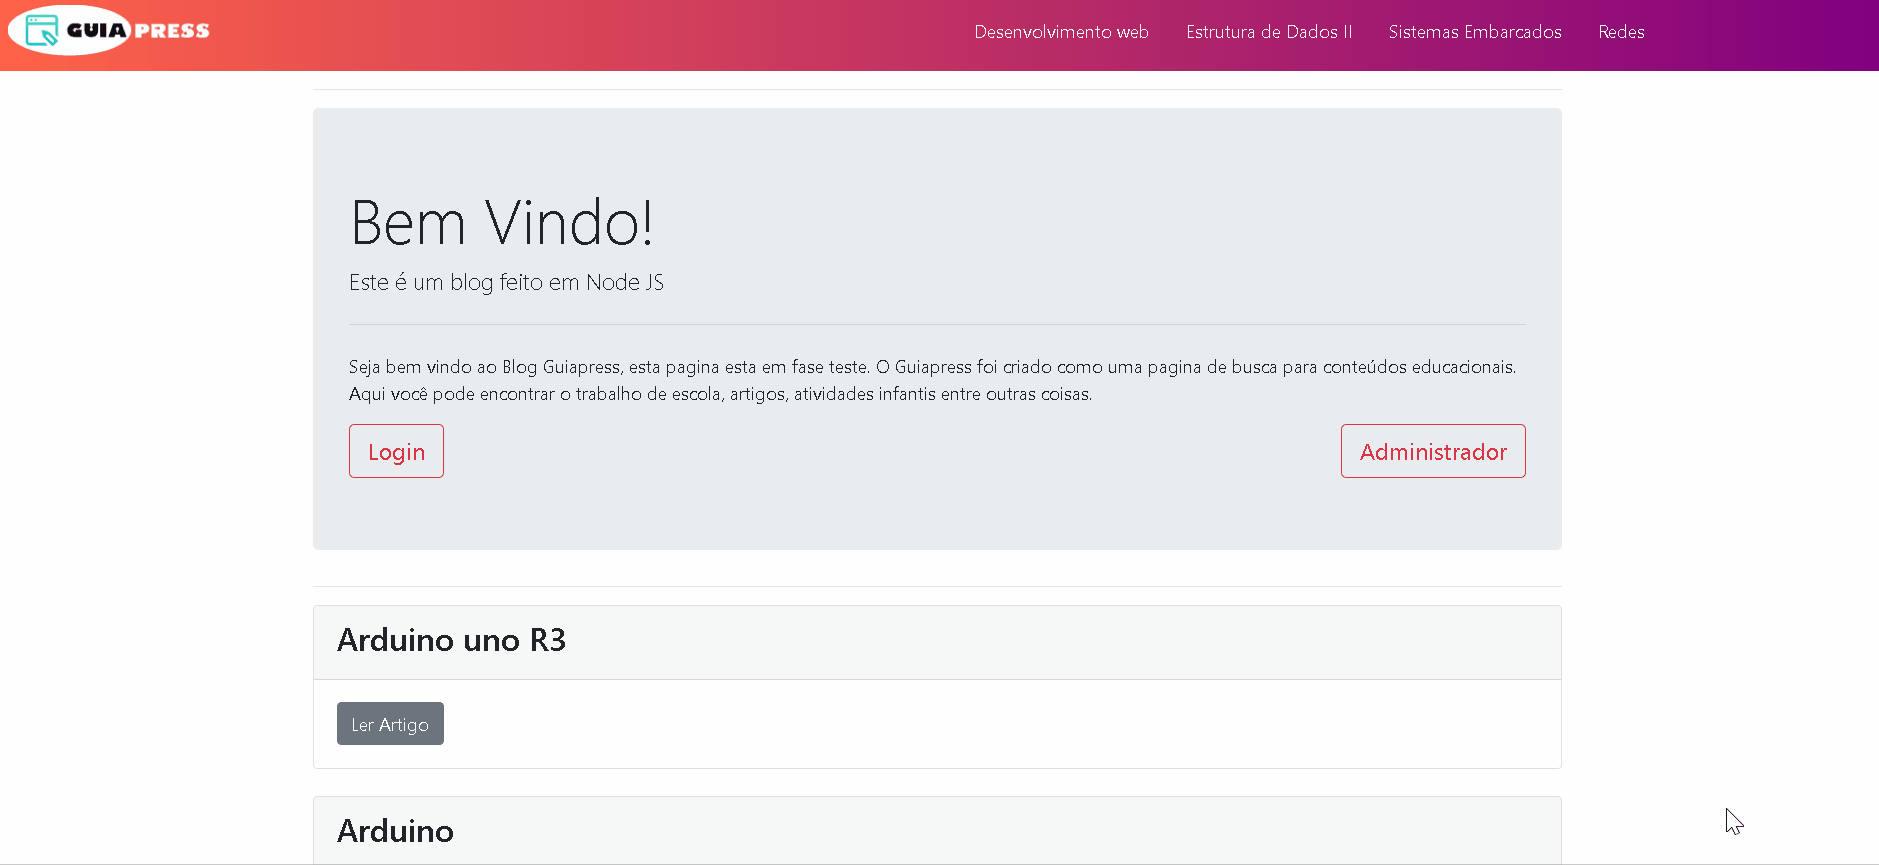 GUIA PRESS
Desenvolvimento web Estrutura de Dados II Sistemas Embarcados Redes
Bem Vindo!
Este é um blog feito em Node JS
Seja bem vindo ao Blog Guiapress, esta pagina esta em fase teste. O Guiapress foi criado como uma pagina de busca para conteúdos educacionais.
Aqui você pode encontrar o trabalho de escola, artigos, atividades infantis entre outras coisas.
Login Administrador
Arduino uno R3
Ler Artigo
Arduino